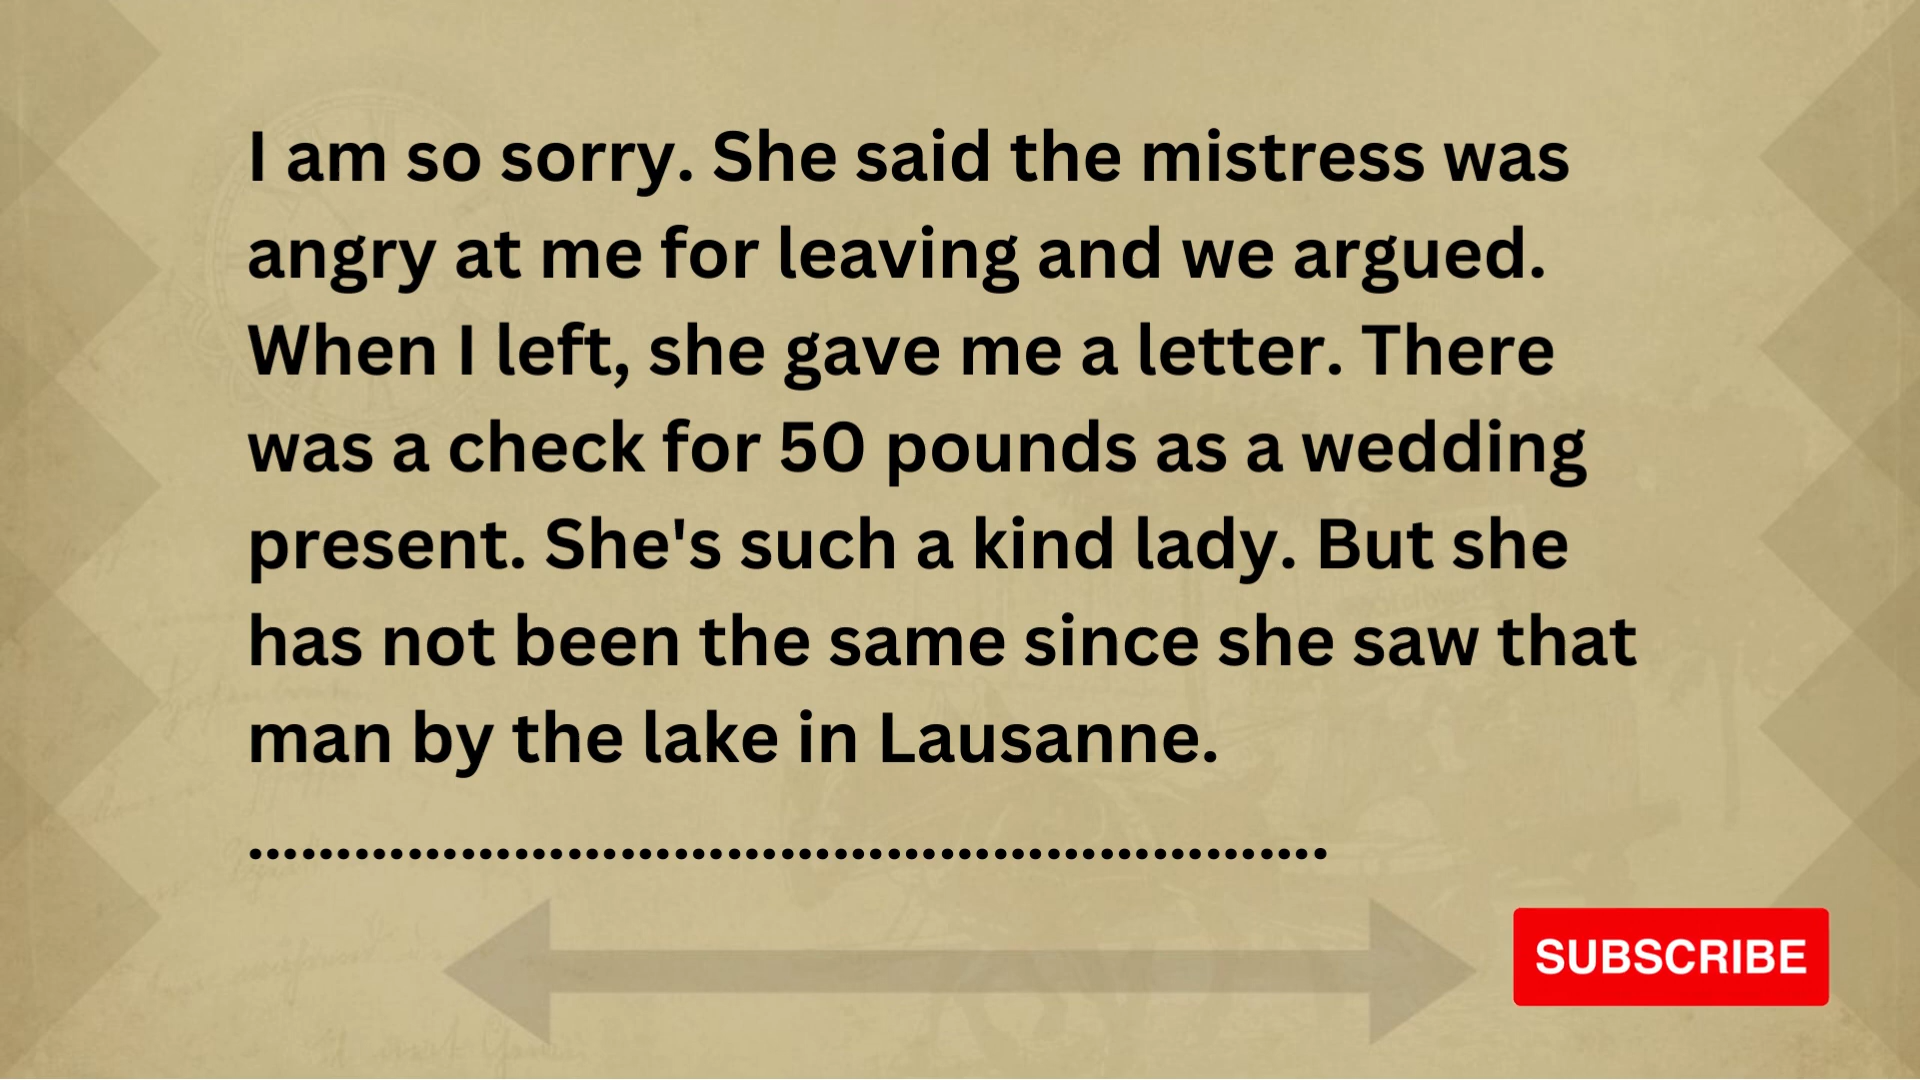 I am so sorry. She said the mistress was
angry at me for leaving and we argued.
When I left, she gave me a letter. There
was a check for 50 pounds as a wedding
present. She's such a kind lady. But she
has not been the same since she saw that
man by the lake in Lausanne.
.............................................................
SUBSCRIBE